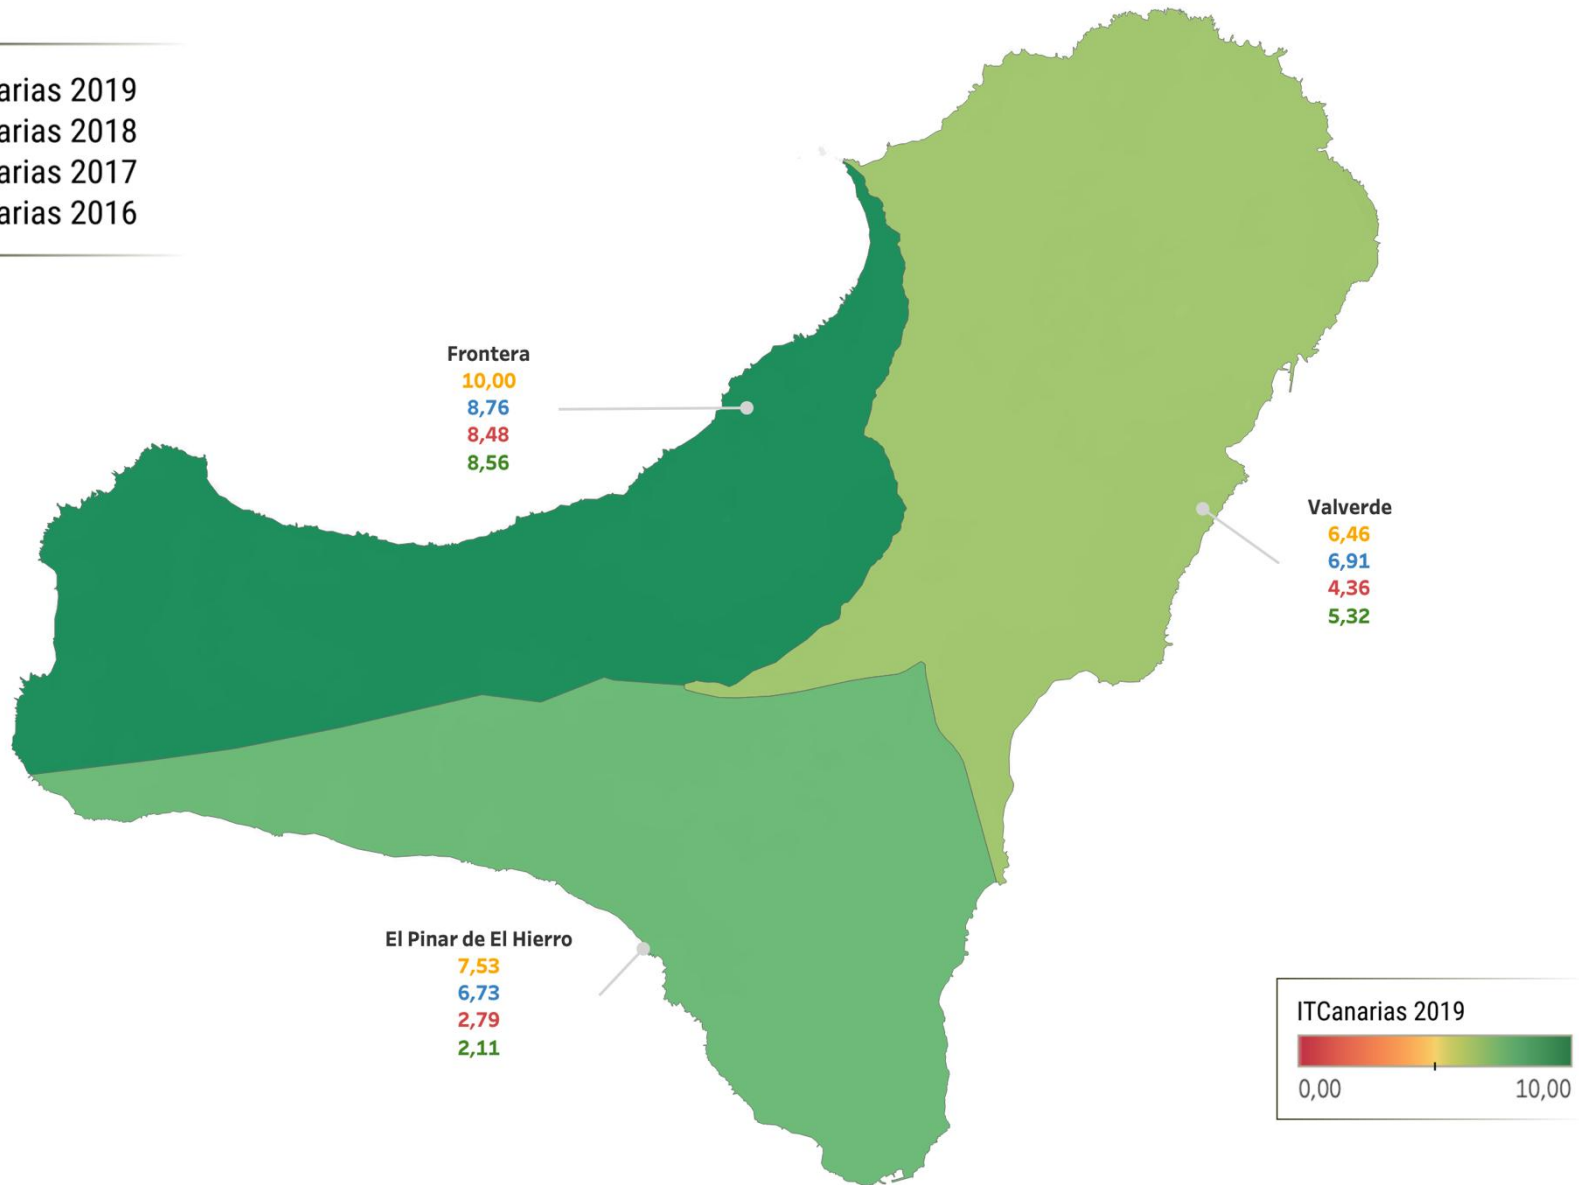 arias 2019
arias 2018
arias 2017
arias 2016
Frontera
10,00
8,76
8,48
8,56
Valverde
6,46
6,91
4,36
5,32
El Pinar de El Hierro
7,53
6,73
2,79
2,11
ITCanarias 2019
0,00
10,00